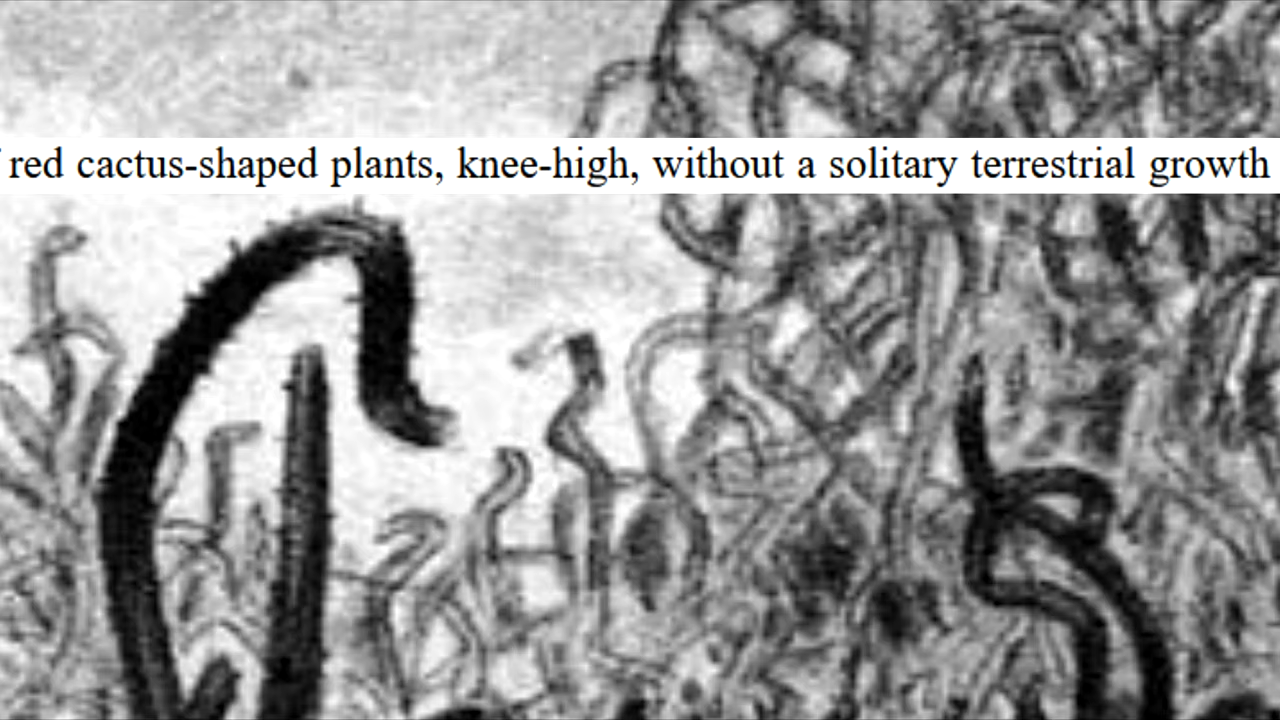 red cactus-shaped plants, knee-high, without a solitary terrestrial growth